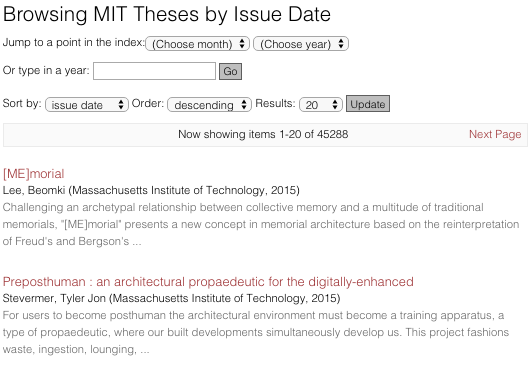 Browsing MIT Theses by Issue Date
Jump to a point in the index: (Choose month) (Choose year)
Or type in a year: Go
Sort by: issue date Order: descending Results: 20 Update
Now showing items 1-20 of 45288 Next Page
[ME]morial
Lee, Beomki (Massachusetts Institute of Technology, 2015)
Challenging an archetypal relationship between collective memory and a multitude of traditional
memorials, "[ME]morial" presents a new concept in memorial architecture based on the reinterpretation
of Freud's and Bergson's ...
Preposthuman : an architectural propaedeutic for the digitally-enhanced
Stevermer, Tyler Jon (Massachusetts Institute of Technology, 2015)
For users to become posthuman the architectural environment must become a training apparatus, a
type of propaedeutic, where our built developments simultaneously develop us. This project fashions
waste, ingestion, lounging, ...